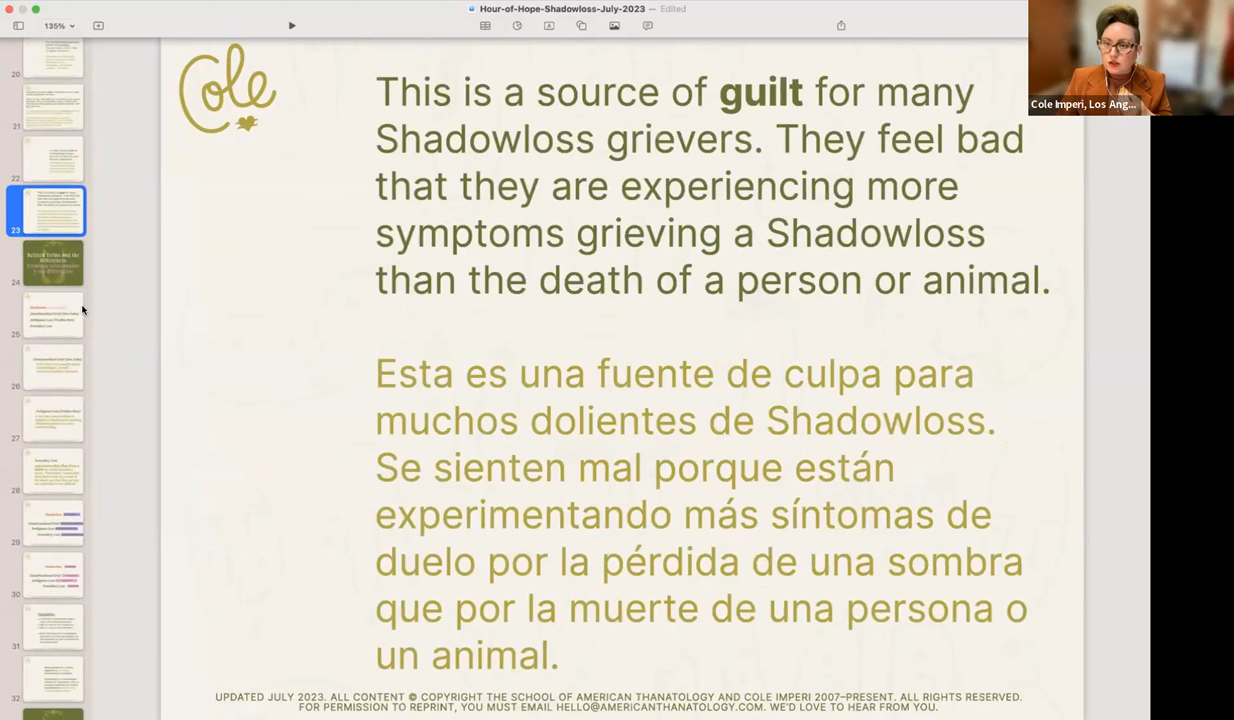 Hour-of-Hope-Shadowloss-July-2023 — Edited
135%
Cole
This is a source of guilt for many
Shadowloss grievers. They feel bad
that they are experiencing more
symptoms grieving a Shadowloss
than the death of a person or animal.
Esta es una fuente de culpa para
muchos dolientes de Shadowloss.
Se sienten mal porque están
experimentando más síntomas de
duelo por la pérdida de una sombra
que por la muerte de una persona o
un animal.
UPDATED JULY 2023. ALL CONTENT © COPYRIGHT THE SCHOOL OF AMERICAN THANATOLOGY AND COLE IMPERI 2007–PRESENT. ALL RIGHTS RESERVED.
FOR PERMISSION TO REPRINT, YOU MUST EMAIL HELLO@AMERICANTHANATOLOGY.COM. WE'D LOVE TO HEAR FROM YOU.
Cole Imperi, Los Ang...
20
21
22
23
24
25
26
27
28
29
30
31
32